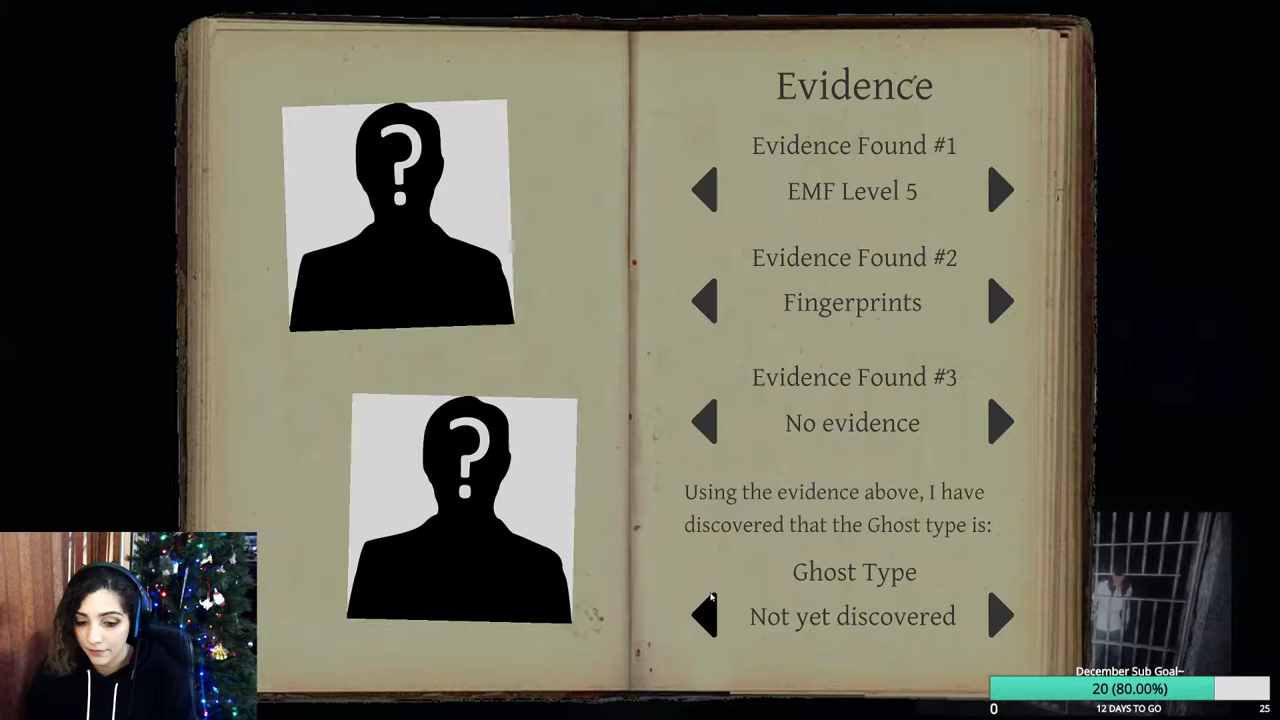 Evidence
Evidence Found #1
EMF Level 5
Evidence Found #2
Fingerprints
Evidence Found #3
No evidence
Using the evidence above, I have
discovered that the Ghost type is:
Ghost Type
Not yet discovered
December Sub Goal~
20 (80.00%)
0
12 DAYS TO GO
25